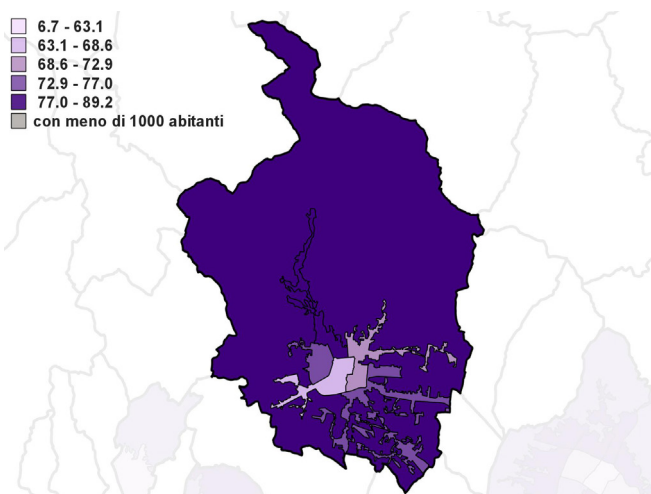 6.7 - 63.1
63.1 - 68.6
68.6 - 72.9
72.9 - 77.0
77.0 - 89.2
con meno di 1000 abitanti